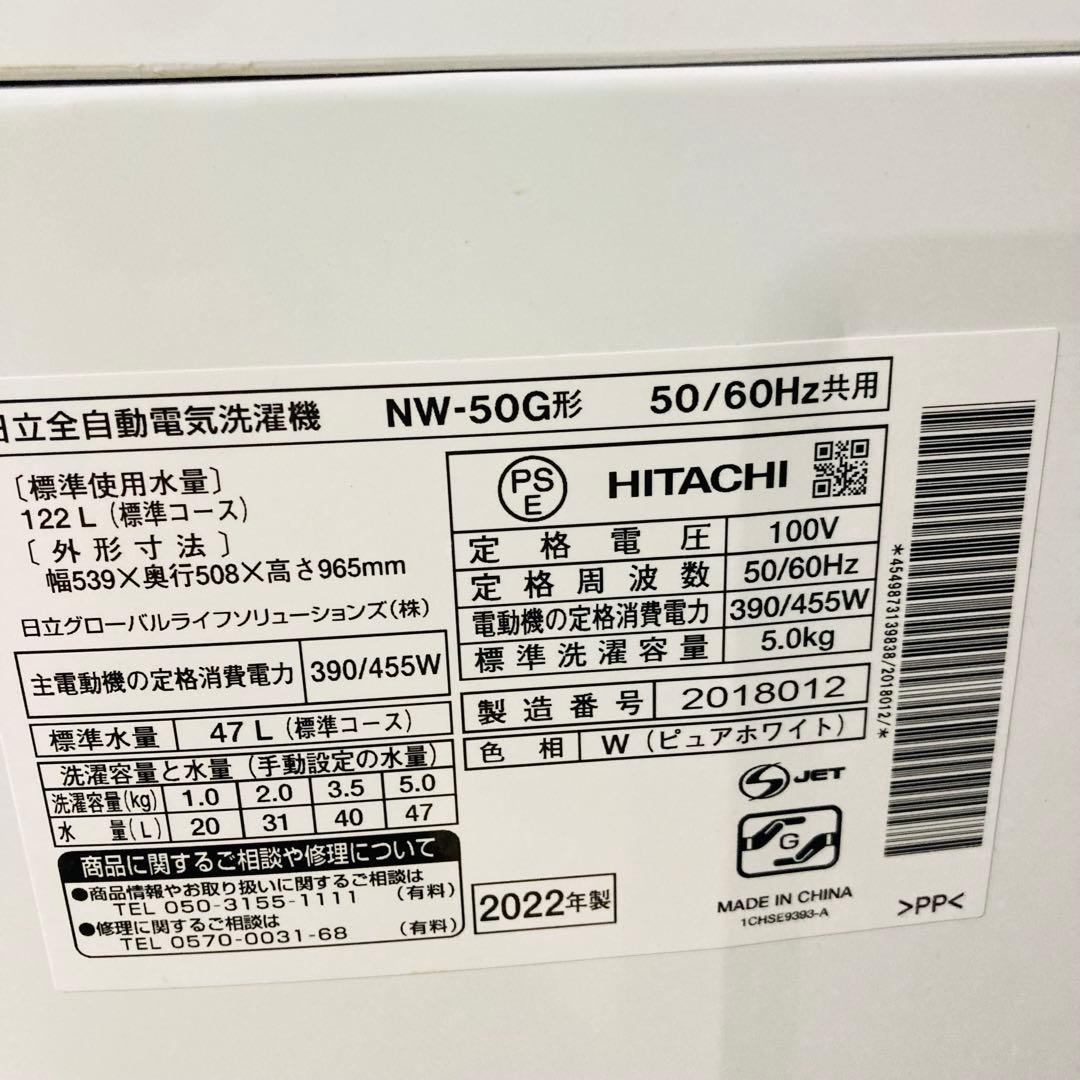 日立全自動電気洗濯機 NW-50G形 50/60Hz共用
〔標準使用水量〕
122 L (標準コース)
〔外形寸法〕
幅539×奥行508×高さ965mm
日立グローバルライフソリューションズ(株)
主電動機の定格消費電力 390/455W
標準水量 47 L (標準コース)
洗濯容量と水量 (手動設定の水量)
洗濯容量(kg) 1.0 2.0 3.5 5.0
水量(L) 20 31 40 47
商品に関するご相談や修理について
●商品情報やお取り扱いに関するご相談は
TEL 050-3155-1111 (有料)
●修理に関するご相談は
TEL 0570-0031-68 (有料)
PS
E
HITACHI
定格電圧 100V
定格周波数 50/60Hz
電動機の定格消費電力 390/455W
標準洗濯容量 5.0kg
製造番号 2018012
色相 W (ピュアホワイト)
S JET
G
2022年製
MADE IN CHINA
1CHSE9393-A
>PP<
*4549873139838/2018012/*